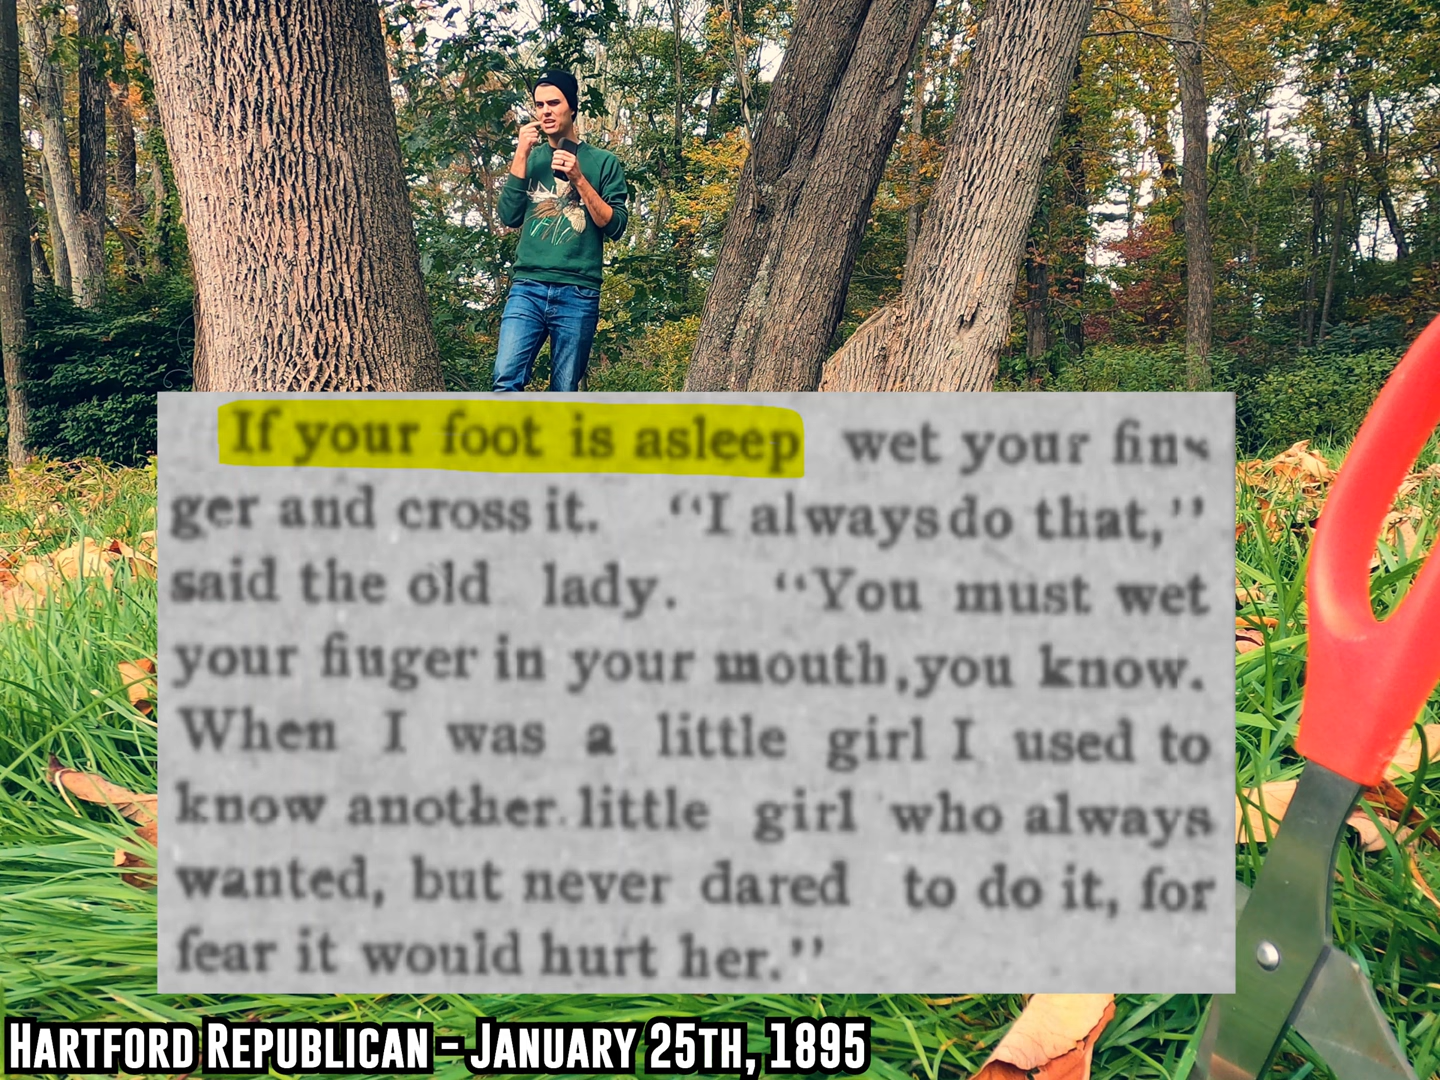 If your foot is asleep wet your fin-
ger and cross it. "I always do that,"
said the old lady. "You must wet
your fiuger in your mouth, you know.
When I was a little girl I used to
know another little girl who always
wanted, but never dared to do it, for
fear it would hurt her."
HARTFORD REPUBLICAN - JANUARY 25TH, 1895